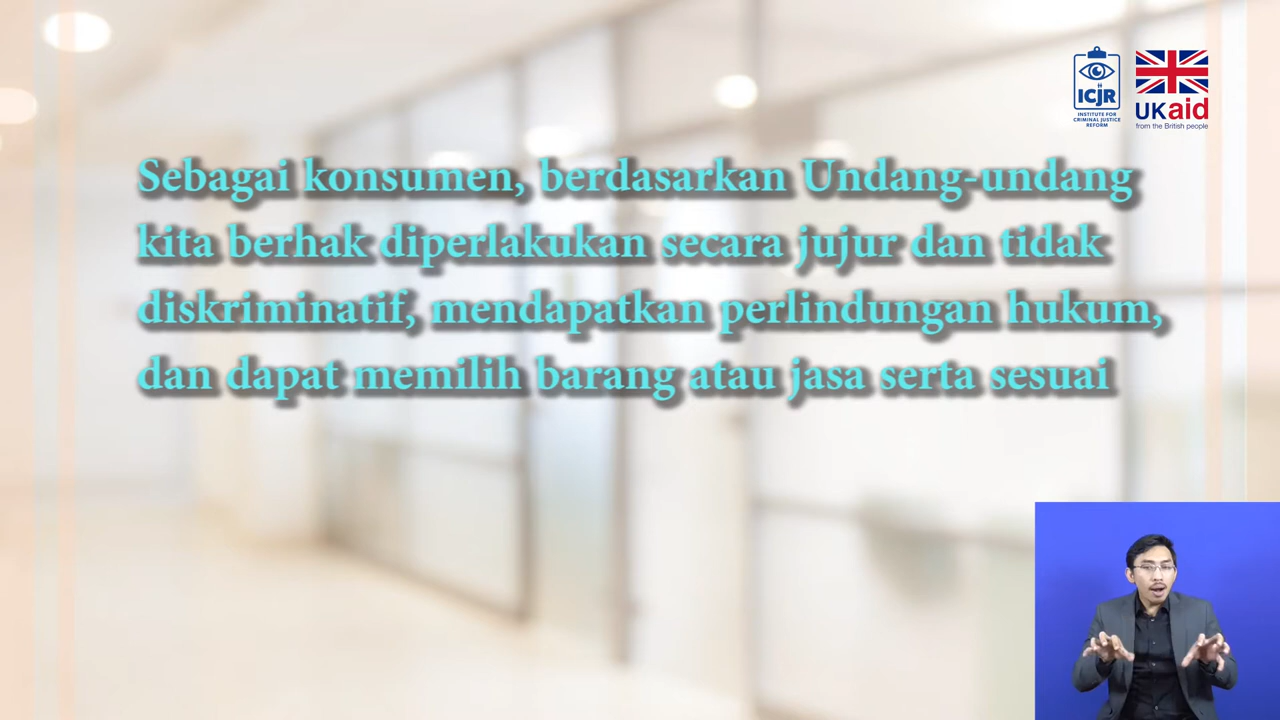 ICJR
INSTITUTE FOR
CRIMINAL JUSTICE
REFORM
UKaid
from the British people
Sebagai konsumen, berdasarkan Undang-undang
kita berhak diperlakukan secara jujur dan tidak
diskriminatif, mendapatkan perlindungan hukum,
dan dapat memilih barang atau jasa serta sesuai